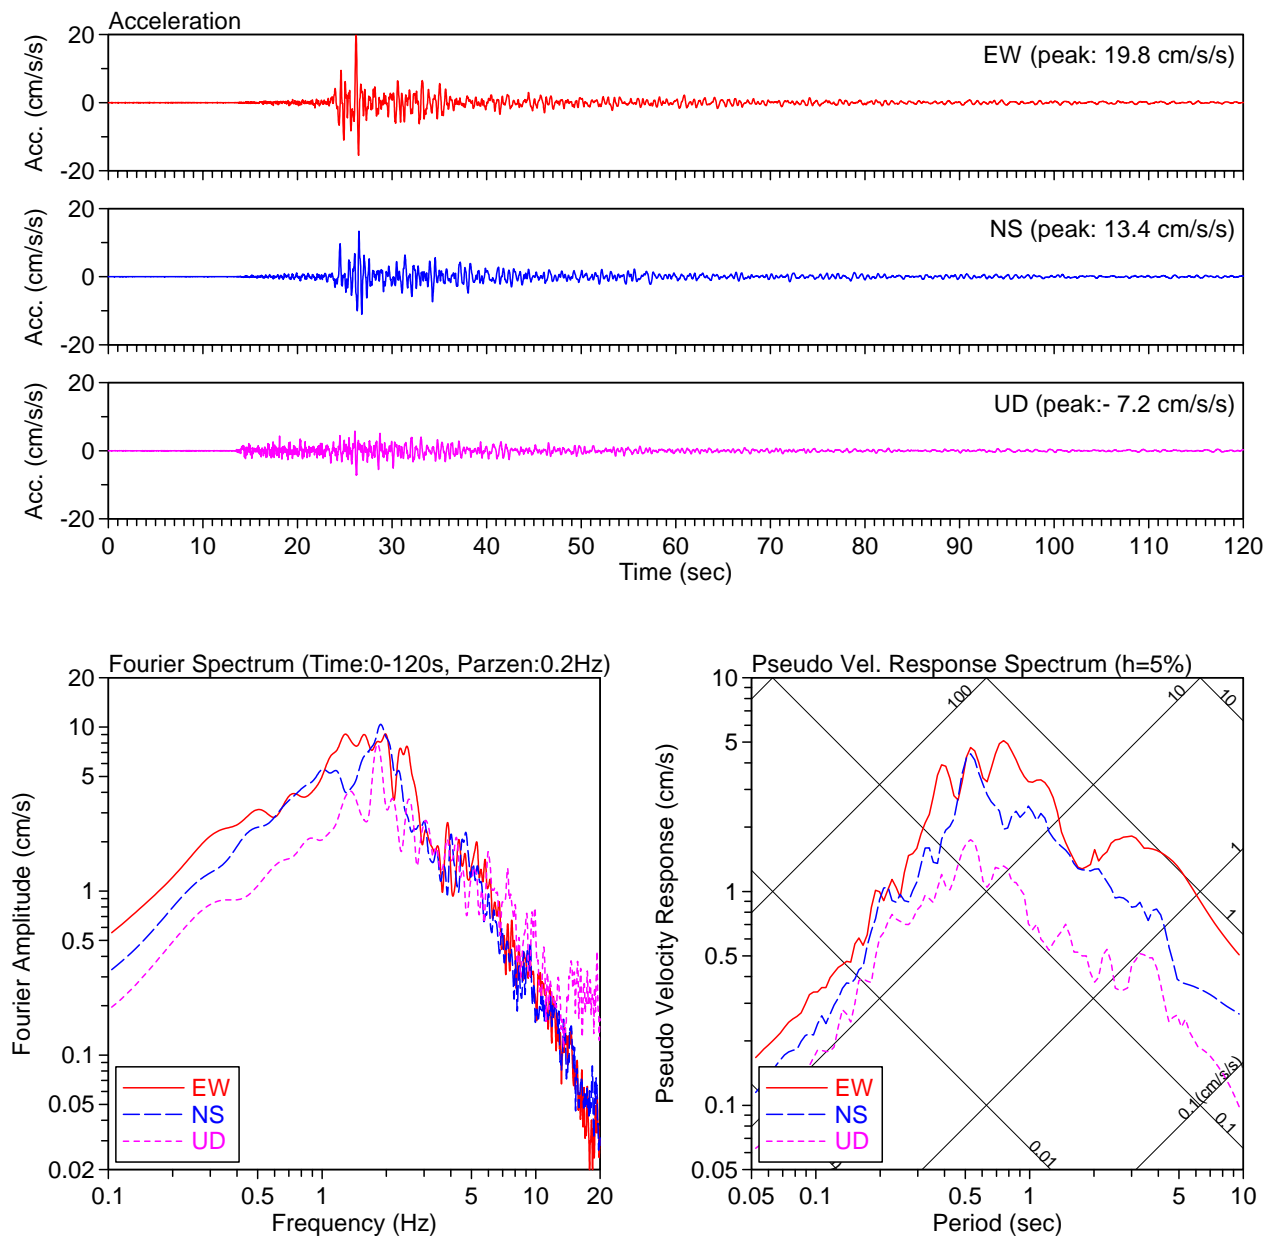 Acceleration
20
0
-20
Acc. (cm/s/s)
EW (peak: 19.8 cm/s/s)
20
0
-20
Acc. (cm/s/s)
NS (peak: 13.4 cm/s/s)
20
0
-20
Acc. (cm/s/s)
UD (peak:- 7.2 cm/s/s)
0 10 20 30 40 50 60 70 80 90 100 110 120
Time (sec)
Fourier Spectrum (Time:0-120s, Parzen:0.2Hz)
20
10
5
1
0.5
0.1
0.05
0.02
Fourier Amplitude (cm/s)
EW
NS
UD
0.1 0.5 1 5 10 20
Frequency (Hz)
Pseudo Vel. Response Spectrum (h=5%)
10
5
1
0.5
0.1
0.05
Pseudo Velocity Response (cm/s)
100
10
10
1
1
0.1 (cm/s/s)
0.1
0.01
EW
NS
UD
0.05 0.1 0.5 1 5 10
Period (sec)